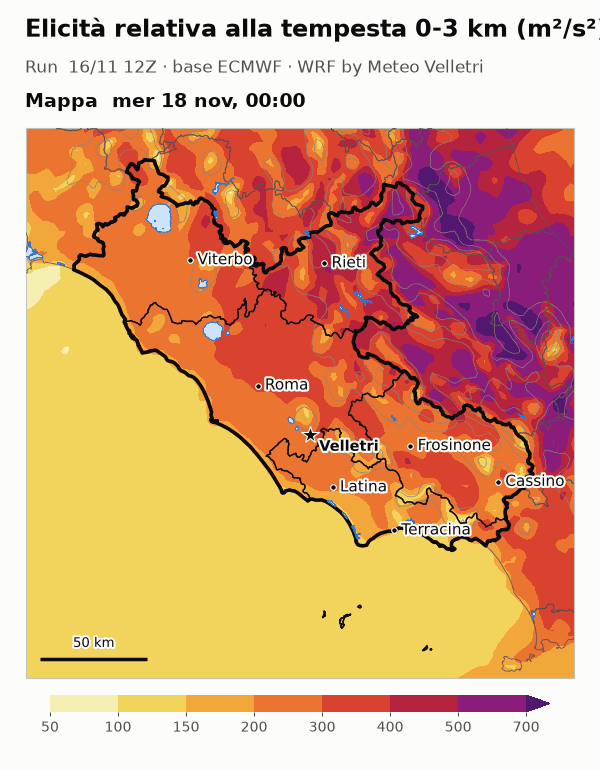 Elicità relativa alla tempesta 0-3 km (m²/s²)
Run  16/11 12Z · base ECMWF · WRF by Meteo Velletri
Mappa  mer 18 nov, 00:00
Viterbo
Rieti
Roma
Velletri
Frosinone
Latina
Cassino
Terracina
50 km
50 100 150 200 300 400 500 700